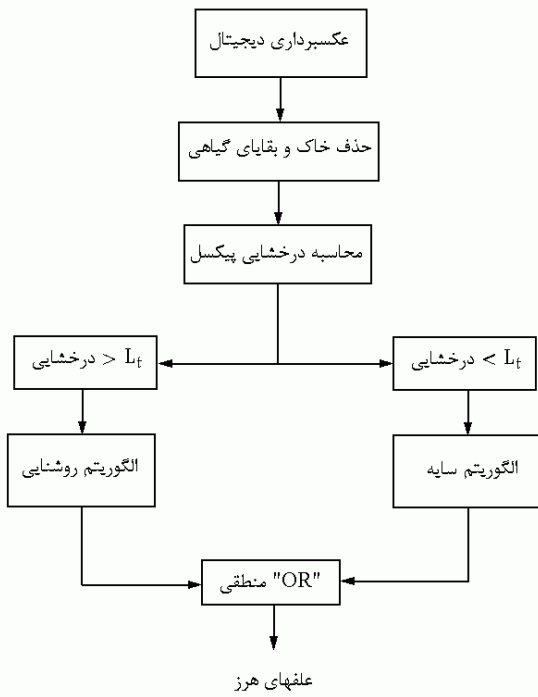 عکسبرداری دیجیتال
حذف خاک و بقایای گیاهی
محاسبه درخشایی پیکسل
درخشایی < Lt
درخشایی > Lt
الگوریتم سایه
الگوریتم روشنایی
منطقی "OR"
علفهای هرز